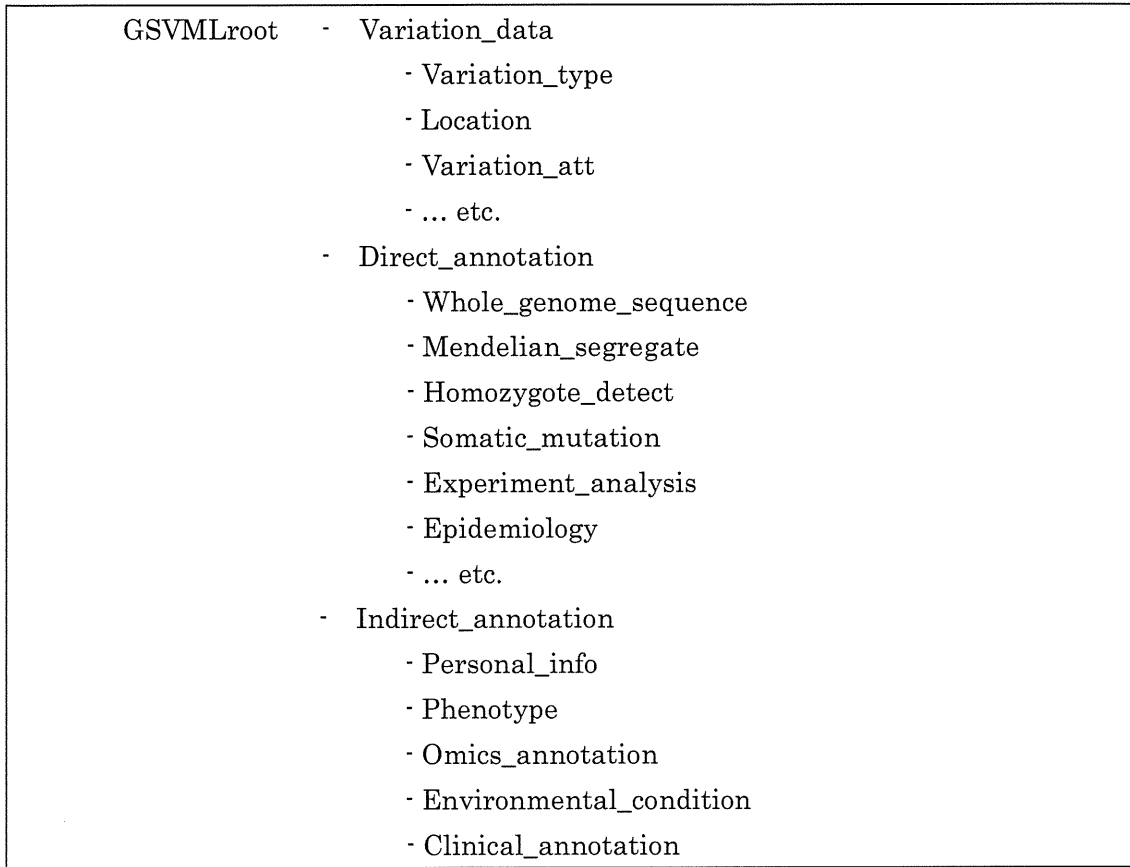 GSVMLroot - Variation_data
- Variation_type
- Location
- Variation_att
- ... etc.
- Direct_annotation
- Whole_genome_sequence
- Mendelian_segregate
- Homozygote_detect
- Somatic_mutation
- Experiment_analysis
- Epidemiology
- ... etc.
- Indirect_annotation
- Personal_info
- Phenotype
- Omics_annotation
- Environmental_condition
- Clinical_annotation